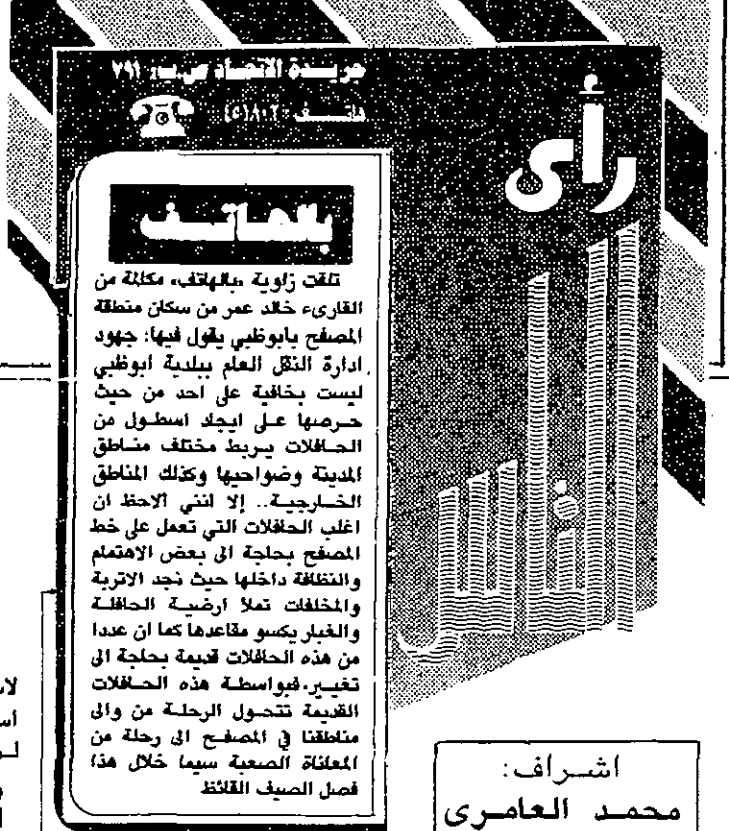 جريدة الاتحاد ص.ب: ٧٩١
هاتف:
رأى
الناس
بالهاتف
تلقت زاوية «بالهاتف» مكالمة من
القارىء خالد عمر من سكان منطقة
المصفح بابوظبي يقول فيها: جهود
ادارة النقل العام ببلدية ابوظبي
ليست بخافية على احد من حيث
حرصها على ايجاد اسطول من
الحافلات يربط مختلف مناطق
المدينة وضواحيها وكذلك المناطق
الخارجية.. إلا انني الاحظ ان
اغلب الحافلات التي تعمل على خط
المصفح بحاجة الى بعض الاهتمام
والنظافة داخلها حيث نجد الاتربة
والمخلفات تملأ ارضية الحافلة
والغبار يكسو مقاعدها كما ان عددا
من هذه الحافلات قديمة بحاجة الى
تغيير، فبواسطة هذه الحافلات
القديمة تتحول الرحلة من والى
مناطقنا في المصفح الى رحلة من
المعاناة الصعبة سيما خلال هذا
فصل الصيف القائظ
اشراف:
محمد العامرى